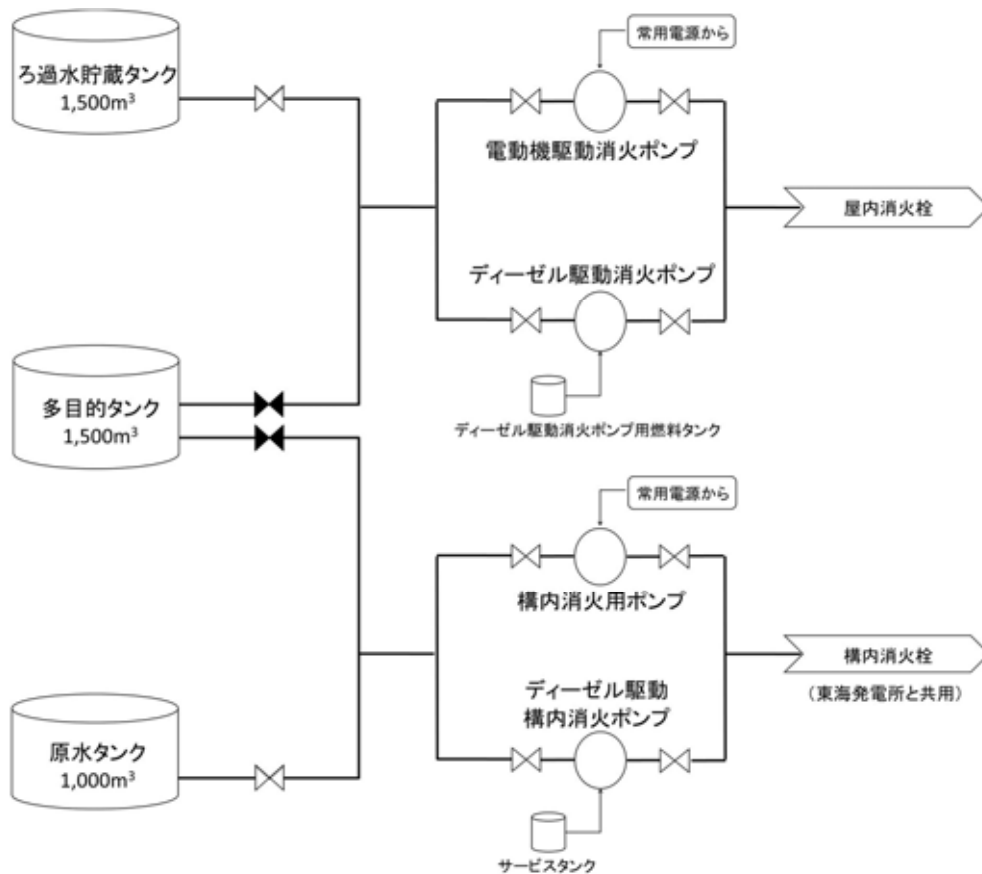 ろ過水貯蔵タンク
1,500m³
常用電源から
電動機駆動消火ポンプ
屋内消火栓
ディーゼル駆動消火ポンプ
ディーゼル駆動消火ポンプ用燃料タンク
多目的タンク
1,500m³
常用電源から
構内消火用ポンプ
構内消火栓
（東海発電所と共用）
ディーゼル駆動
構内消火ポンプ
サービスタンク
原水タンク
1,000m³